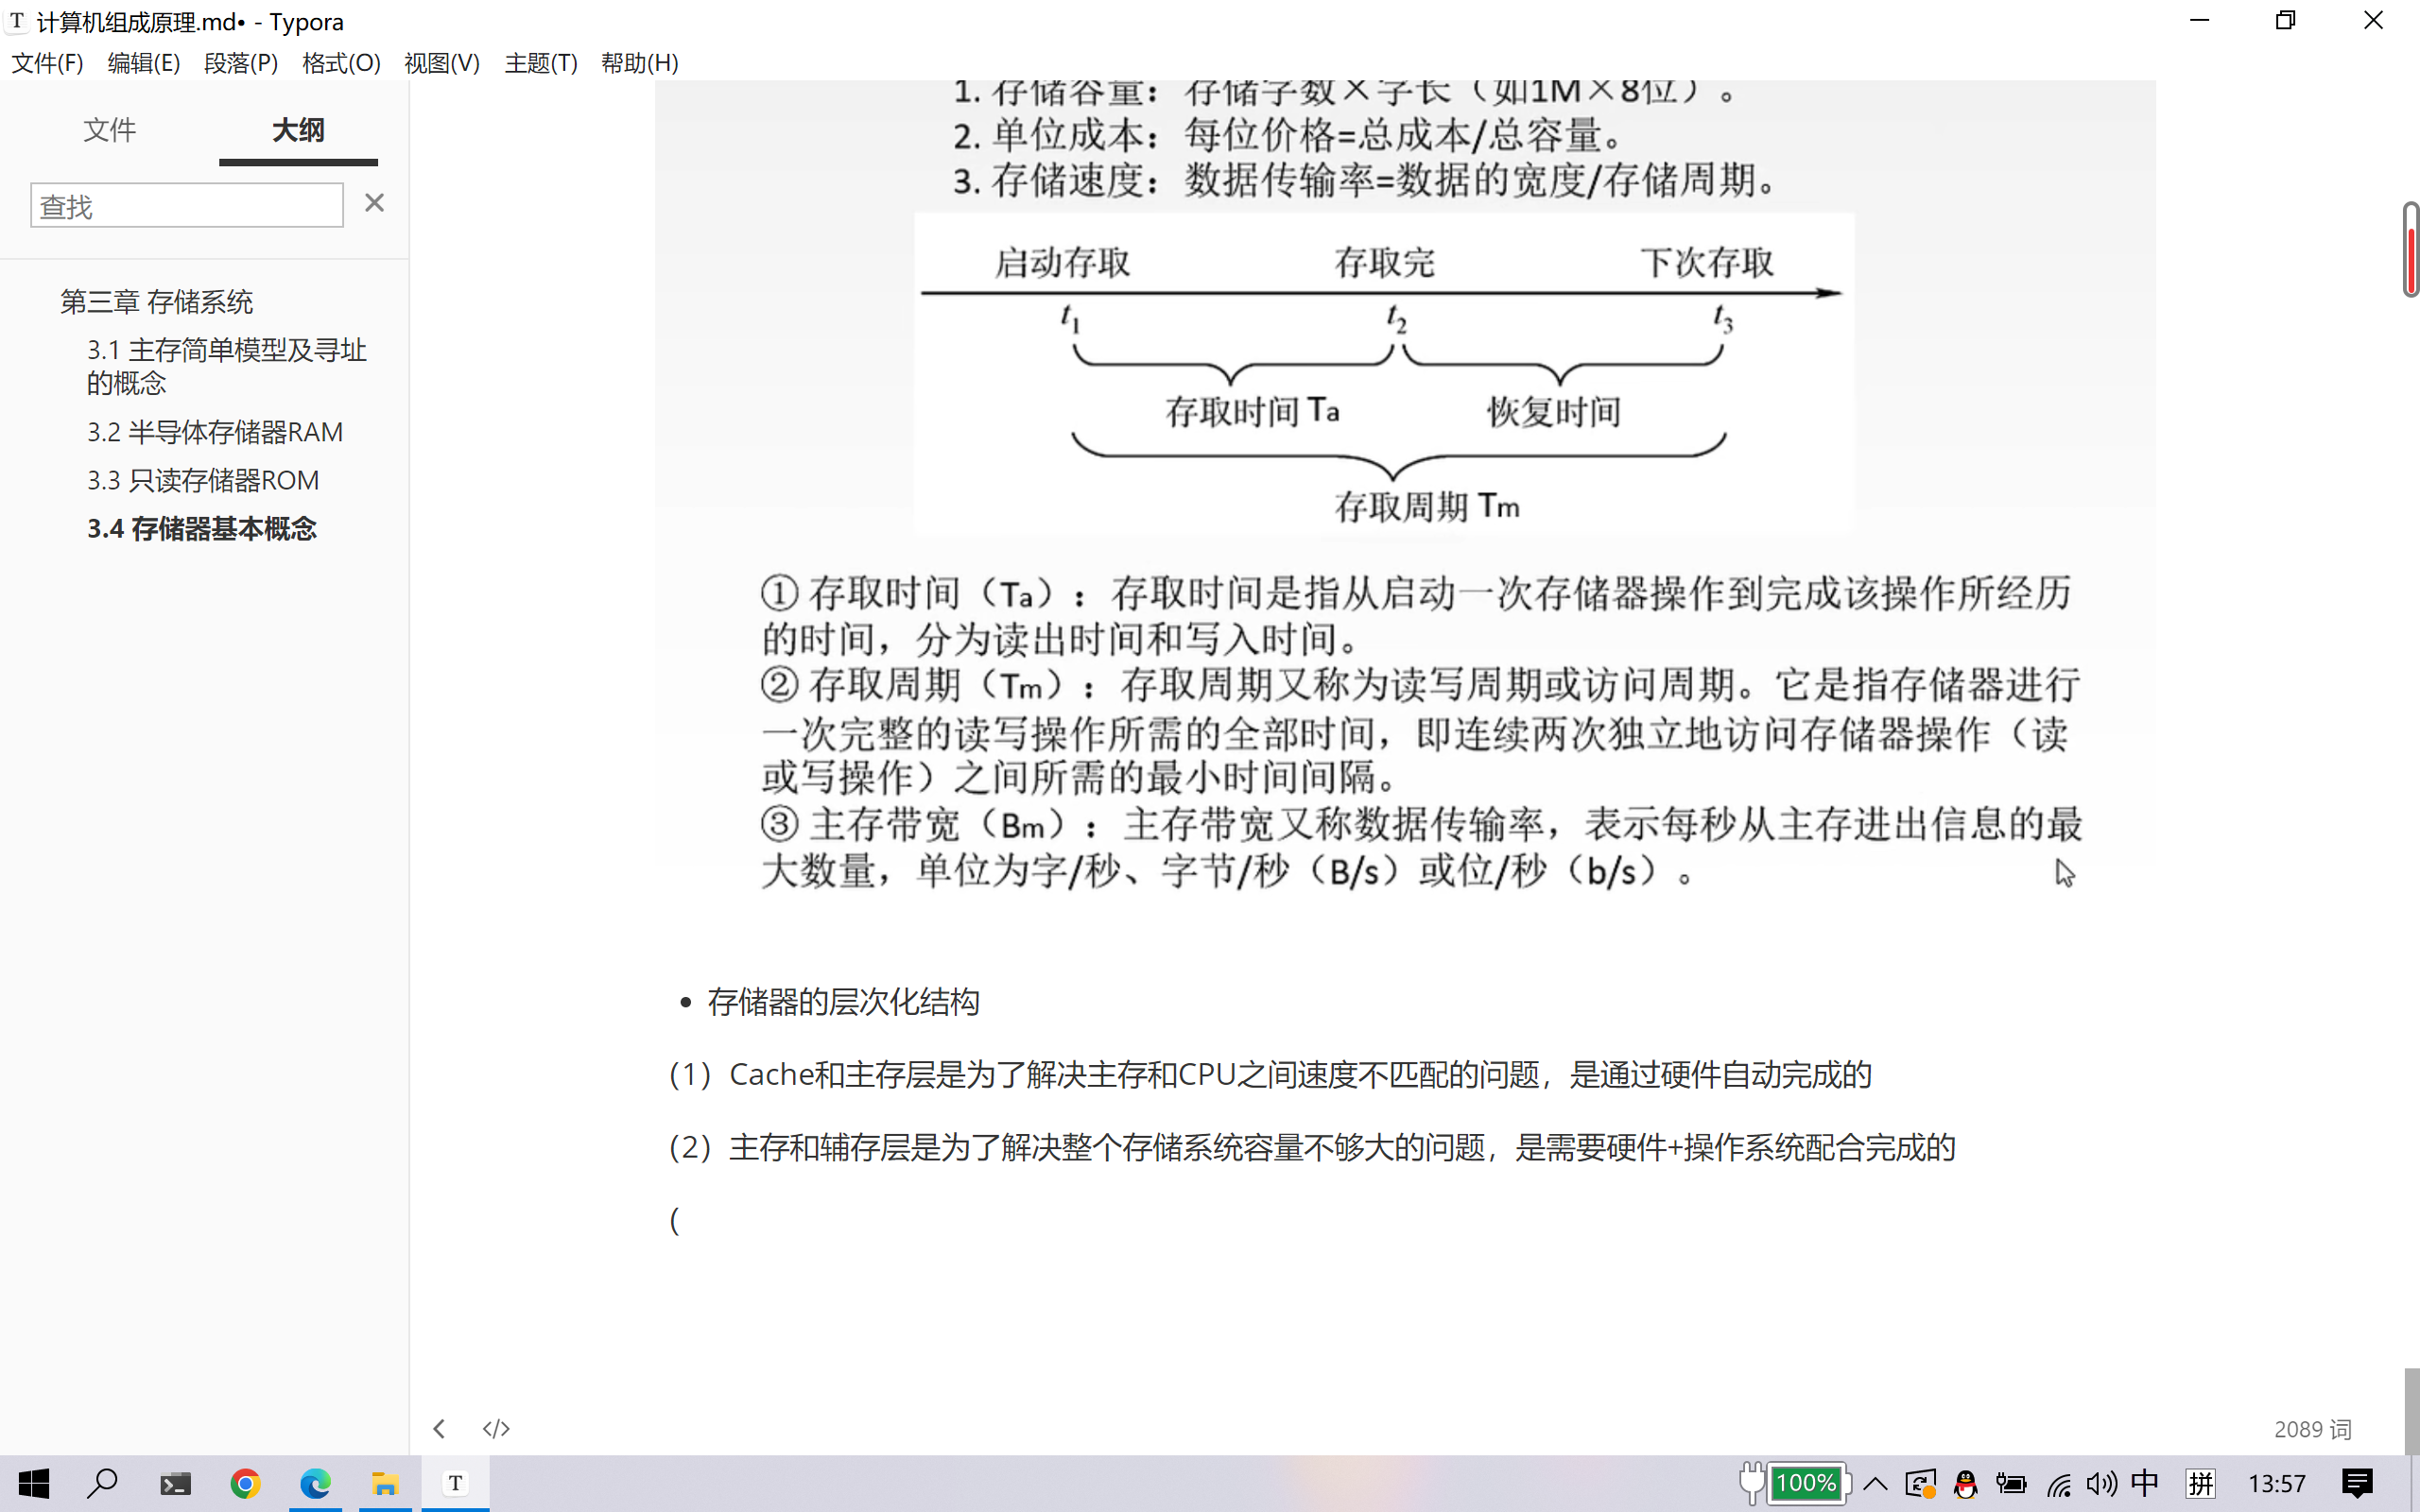 计算机组成原理.md• - Typora
文件(F) 编辑(E) 段落(P) 格式(O) 视图(V) 主题(T) 帮助(H)
文件 大纲
查找
第三章 存储系统
3.1 主存简单模型及寻址
的概念
3.2 半导体存储器RAM
3.3 只读存储器ROM
3.4 存储器基本概念
1. 存储容量：存储字数×字长（如1M×8位）。
2. 单位成本：每位价格=总成本/总容量。
3. 存储速度：数据传输率=数据的宽度/存储周期。
启动存取 存取完 下次存取
t1 t2 t3
存取时间 Ta 恢复时间
存取周期 Tm
① 存取时间（Ta）：存取时间是指从启动一次存储器操作到完成该操作所经历
的时间，分为读出时间和写入时间。
② 存取周期（Tm）：存取周期又称为读写周期或访问周期。它是指存储器进行
一次完整的读写操作所需的全部时间，即连续两次独立地访问存储器操作（读
或写操作）之间所需的最小时间间隔。
③ 主存带宽（Bm）：主存带宽又称数据传输率，表示每秒从主存进出信息的最
大数量，单位为字/秒、字节/秒（B/s）或位/秒（b/s）。
• 存储器的层次化结构
（1）Cache和主存层是为了解决主存和CPU之间速度不匹配的问题，是通过硬件自动完成的
（2）主存和辅存层是为了解决整个存储系统容量不够大的问题，是需要硬件+操作系统配合完成的
(
</> 2089 词
T 100% 中 拼 13:57